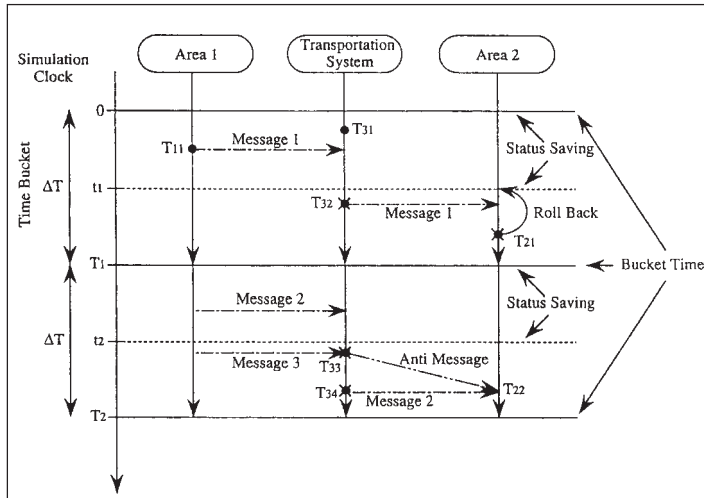 Simulation
Clock
Area 1
Transportation
System
Area 2
0
T31
T11
Message 1
Status Saving
Time Bucket
ΔT
t1
T32
Message 1
Roll Back
T21
T1
Bucket Time
Message 2
Status Saving
ΔT
t2
Message 3
T33
Anti Message
T34
Message 2
T22
T2